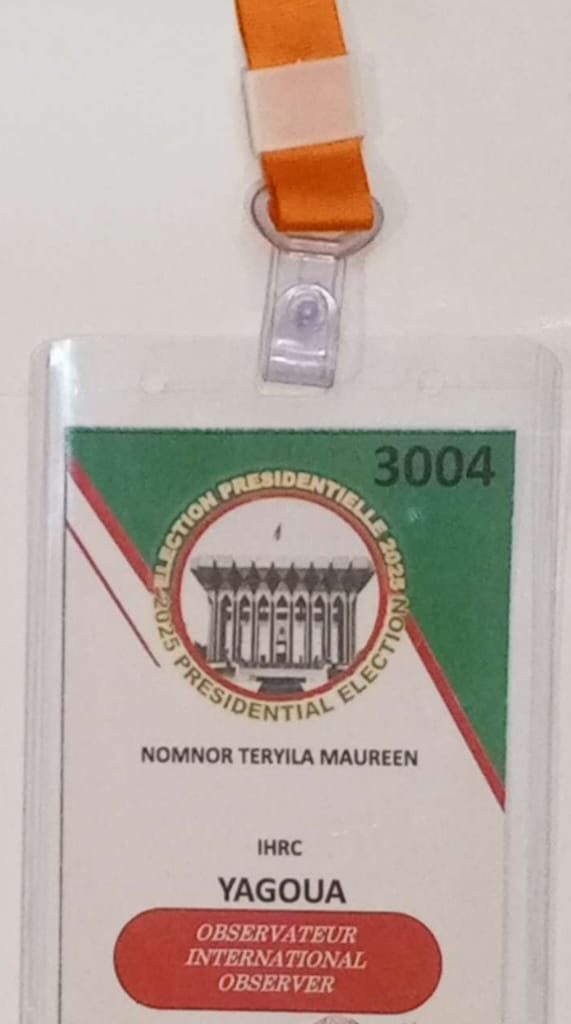 3004
ELECTION PRESIDENTIELLE 2025
2025 PRESIDENTIAL ELECTION
NOMNOR TERYILA MAUREEN
IHRC
YAGOUA
OBSERVATEUR
INTERNATIONAL
OBSERVER